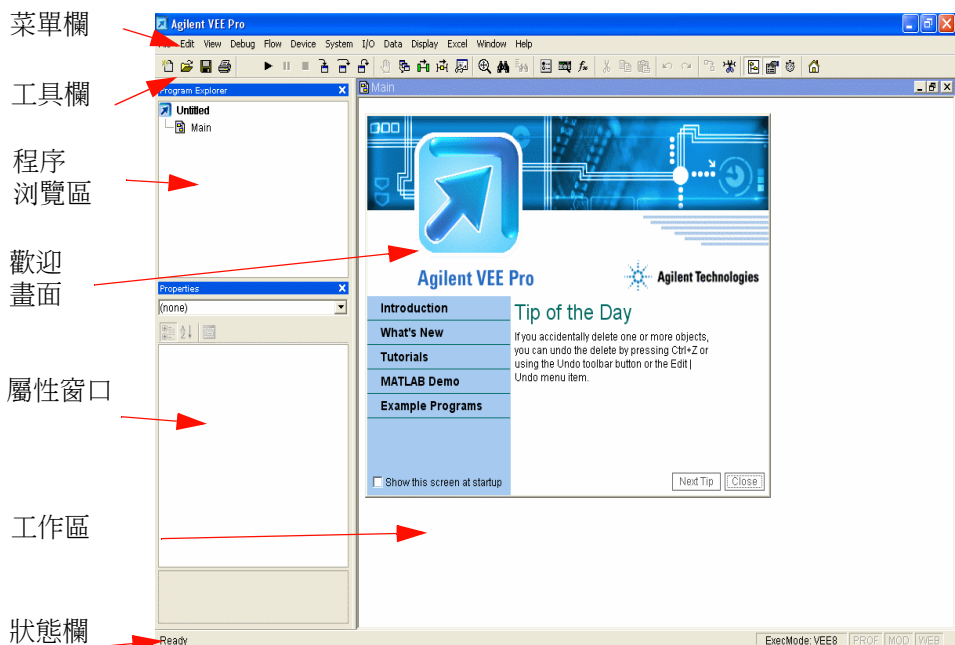 菜單欄
工具欄
程序
浏覽區
歡迎
畫面
屬性窗口
工作區
狀態欄
Agilent VEE Pro
File Edit View Debug Flow Device System I/O Data Display Excel Window Help
Program Explorer
Untitled
Main
Properties
(none)
Main
Agilent VEE Pro
Agilent Technologies
Introduction
What's New
Tutorials
MATLAB Demo
Example Programs
Show this screen at startup
Tip of the Day
If you accidentally delete one or more objects,
you can undo the delete by pressing Ctrl+Z or
using the Undo toolbar button or the Edit |
Undo menu item.
Next Tip
Close
Ready
ExecMode: VEE8
PROF
MOD
WEB